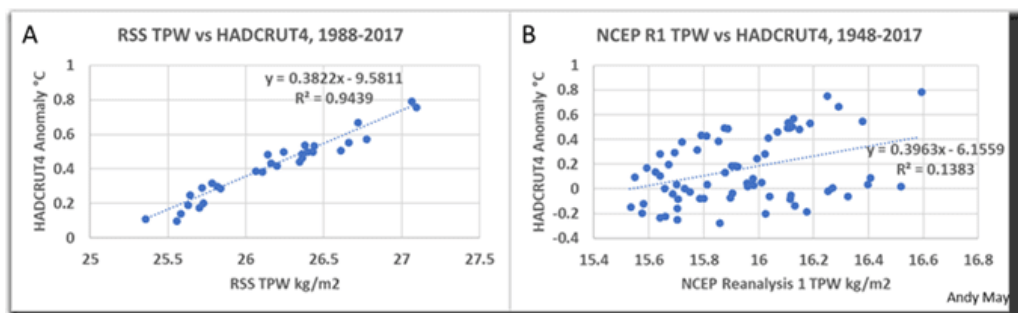 A
RSS TPW vs HADCRUT4, 1988-2017
y = 0.3822x - 9.5811
R² = 0.9439
1
0.8
0.6
0.4
0.2
0
HADCRUT4 Anomaly °C
25
25.5
26
26.5
27
27.5
RSS TPW kg/m2
B
NCEP R1 TPW vs HADCRUT4, 1948-2017
1
0.8
0.6
0.4
0.2
0
-0.2
-0.4
HADCRUT4 Anomaly °C
y = 0.3963x - 6.1559
R² = 0.1383
15.4
15.6
15.8
16
16.2
16.4
16.6
16.8
NCEP Reanalysis 1 TPW kg/m2
Andy May